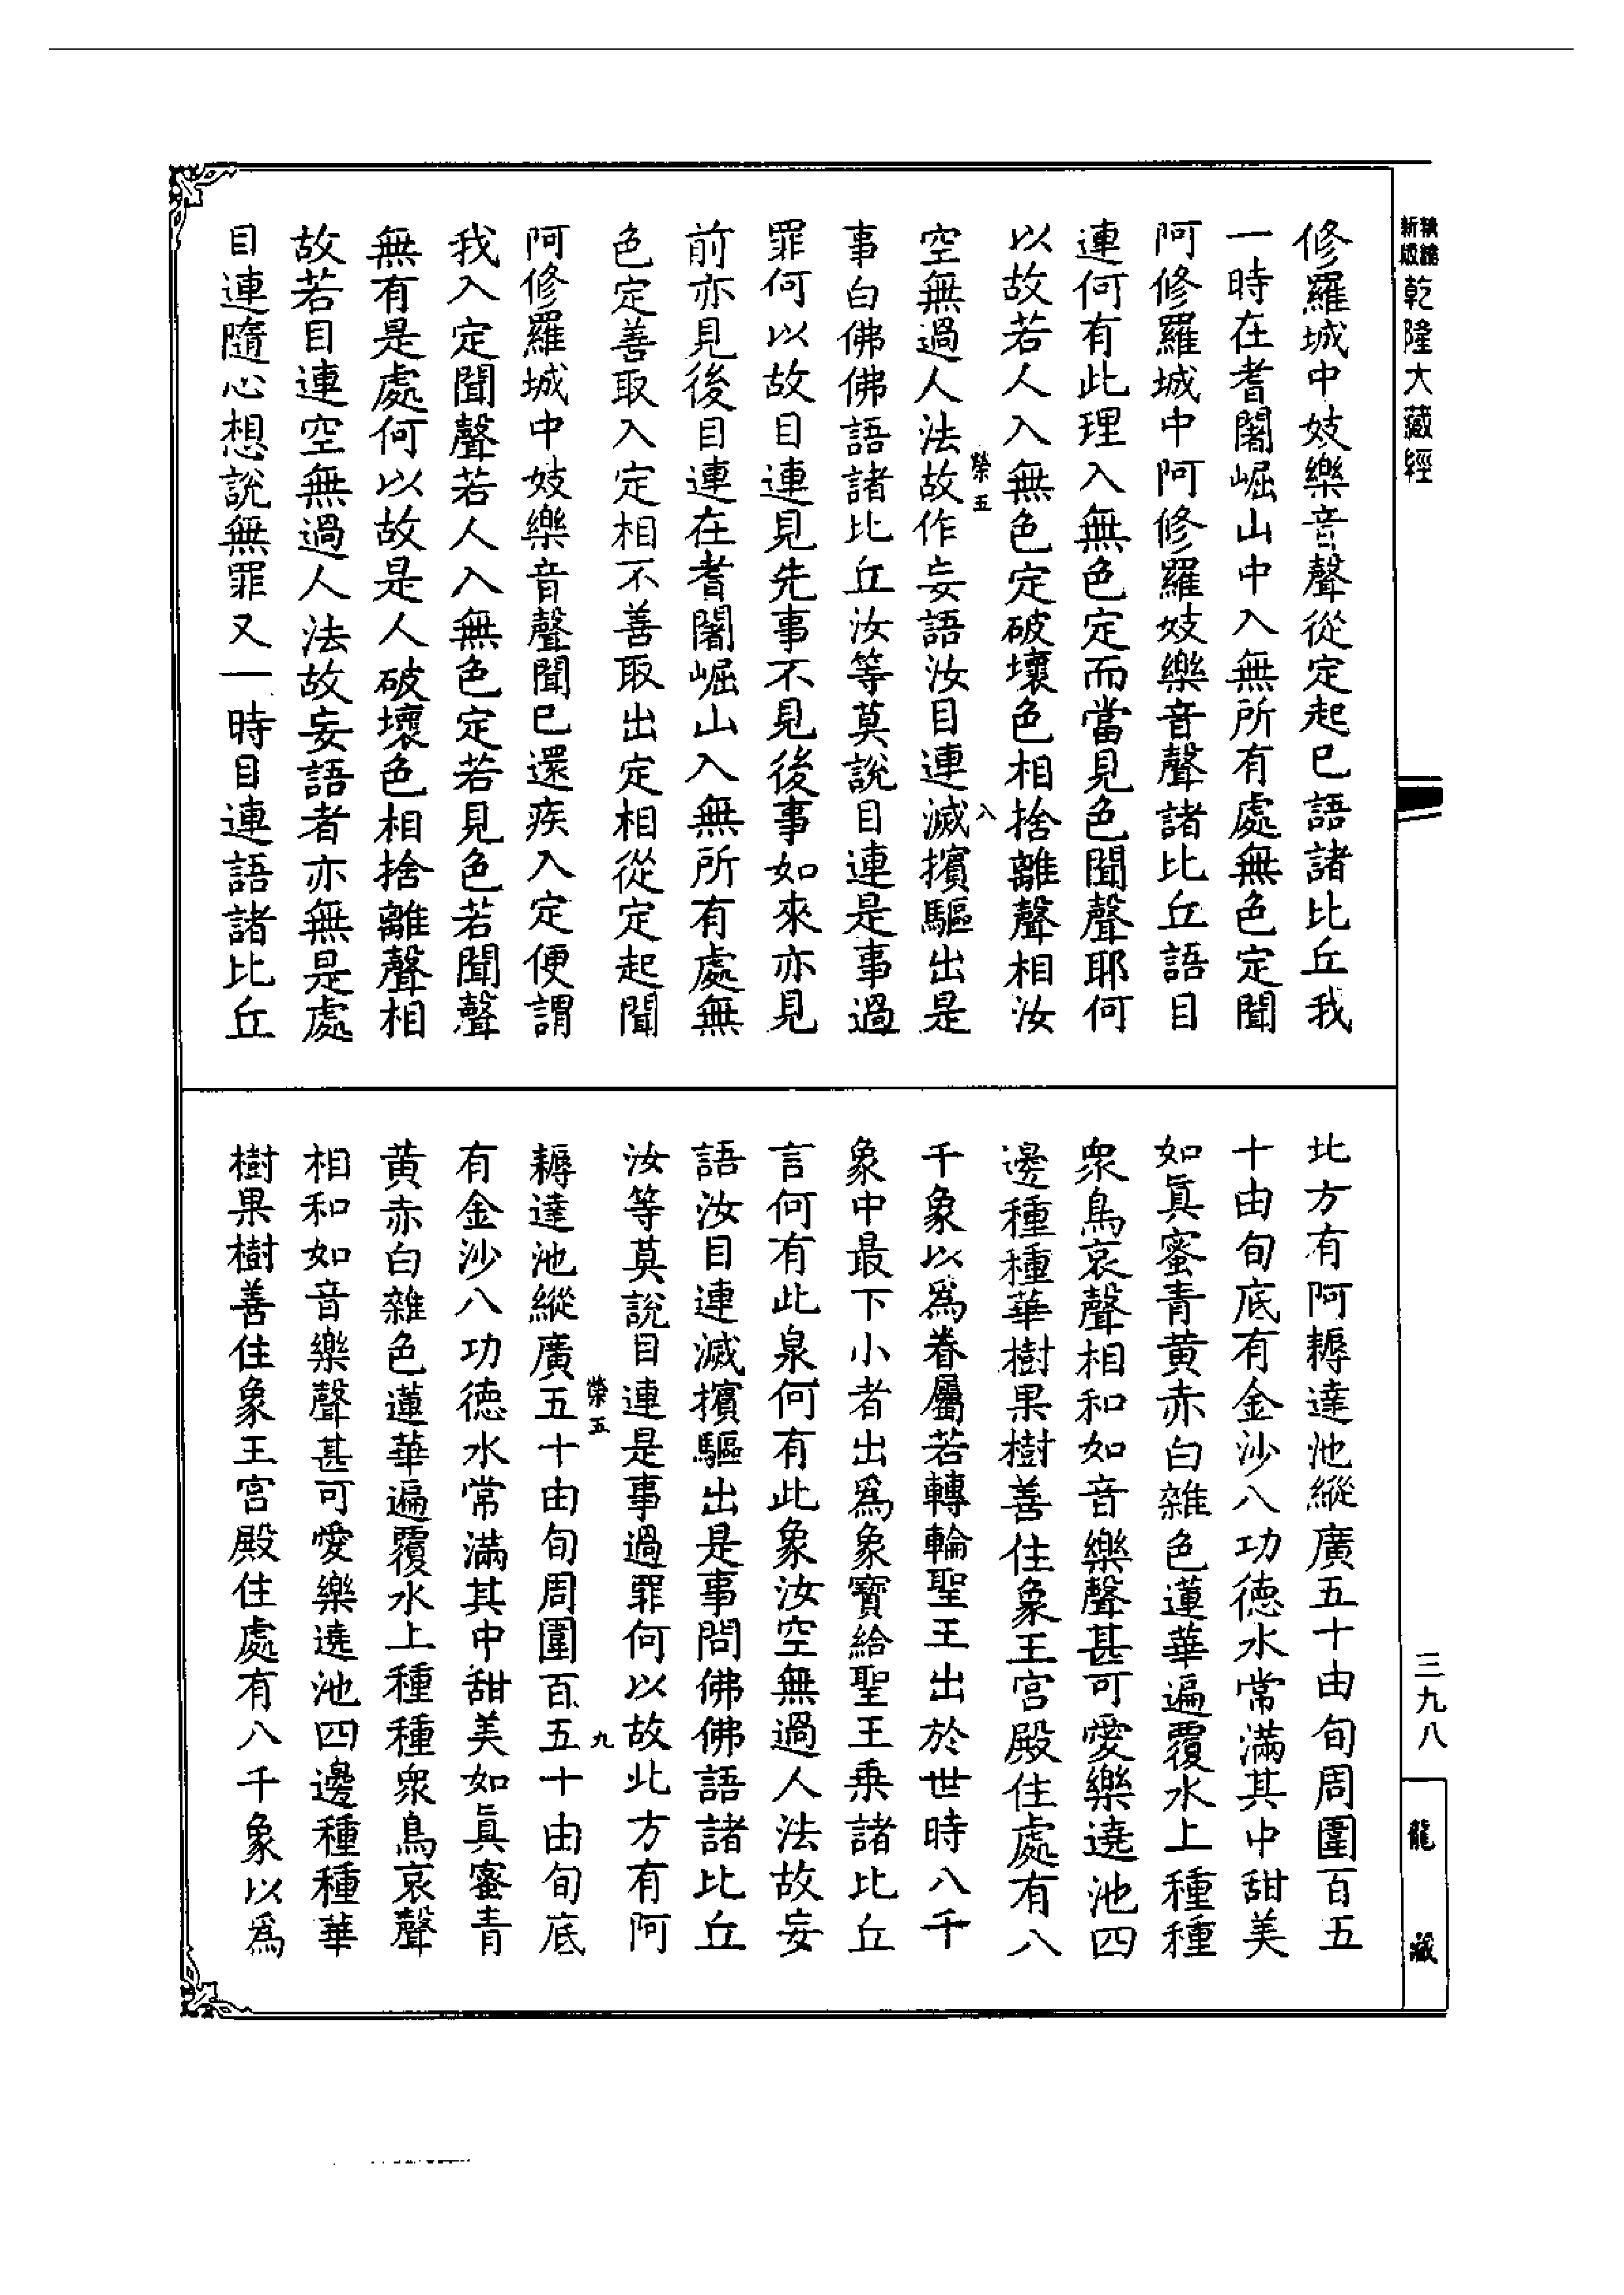 乾隆大藏經
修羅城中妓樂音聲從定起已語諸比丘我
一時在耆闍崛山中入無所有處無色定聞
阿修羅城中阿修羅妓樂音聲諸比丘語目
連何有此理入無色定而當見色聞聲耶何
以故若人入無色定破壞色相捨離聲相汝
榮五
八
空無過人法故作妄語汝目連滅擯驅出是
事白佛佛語諸比丘汝等莫說目連是事過
罪何以故目連見先事不見後事如來亦見
前亦見後目連在耆闍崛山入無所有處無
色定善取入定相不善取出定相從定起聞
阿修羅城中妓樂音聲聞已還疾入定便謂
我入定聞聲若人入無色定若見色若聞聲
無有是處何以故是人破壞色相捨離聲相
故若目連空無過人法故妄語者亦無是處
目連隨心想說無罪又一時目連語諸比丘
北方有阿耨達池縱廣五十由旬周圍百五
十由旬底有金沙八功德水常滿其中甜美
如眞蜜青黃赤白雜色蓮華遍覆水上種種
衆鳥哀聲相和如音樂聲甚可愛樂遶池四
邊種種華樹果樹善住象王宮殿住處有八
千象以爲眷屬若轉輪聖王出於世時八千
象中最下小者出爲象寶給聖王乘諸比丘
言何有此泉何有此象汝空無過人法故妄
語汝目連滅擯驅出是事問佛佛語諸比丘
汝等莫說目連是事過罪何以故北方有阿
榮五
九
耨達池縱廣五十由旬周圍百五十由旬底
有金沙八功德水常滿其中甜美如眞蜜青
黃赤白雜色蓮華遍覆水上種種衆鳥哀聲
相和如音樂聲甚可愛樂遶池四邊種種華
樹果樹善住象王宮殿住處有八千象以爲
三九八
龍藏